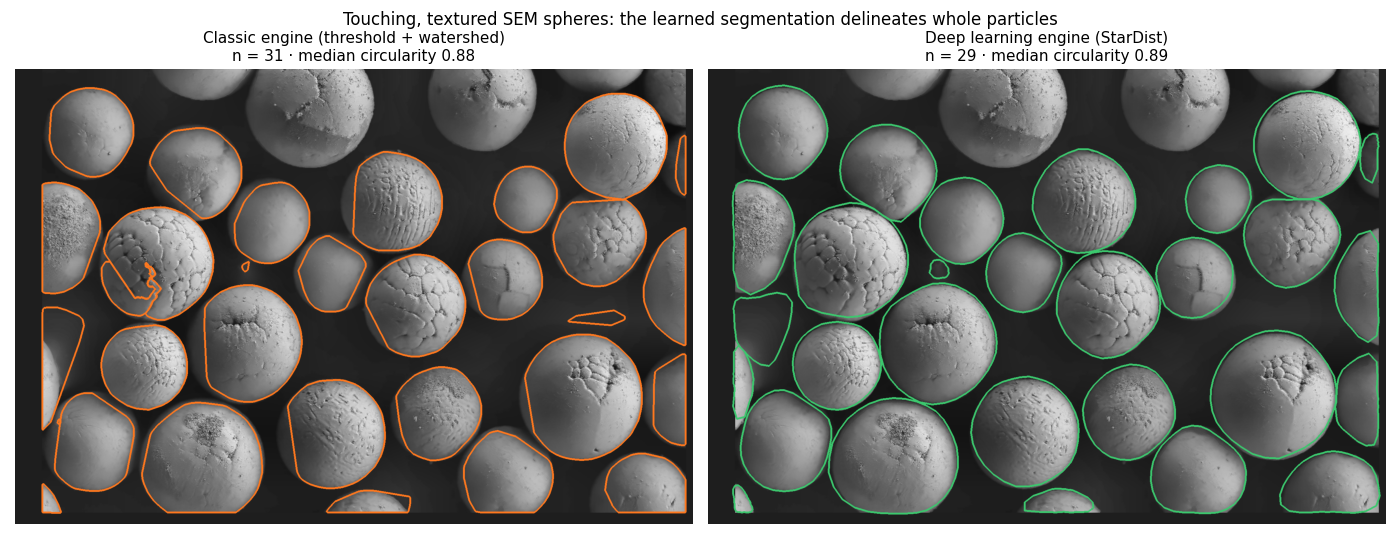 Touching, textured SEM spheres: the learned segmentation delineates whole particles
Classic engine (threshold + watershed)
n = 31 · median circularity 0.88
Deep learning engine (StarDist)
n = 29 · median circularity 0.89